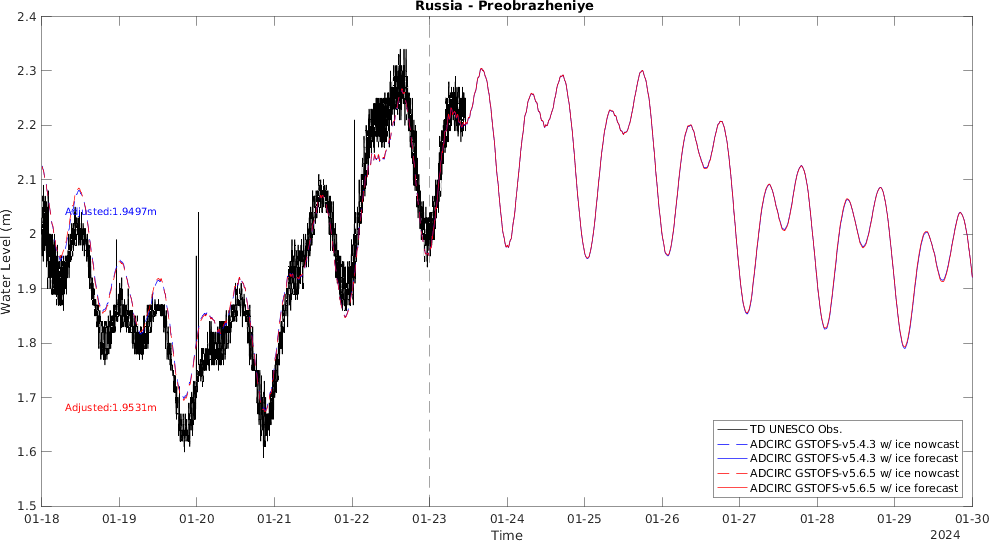 Russia - Preobrazheniye
2.4
2.3
2.2
2.1
2
1.9
1.8
1.7
1.6
1.5
Water Level (m)
Adjusted:1.9497m
Adjusted:1.9531m
TD UNESCO Obs.
ADCIRC GSTOFS-v5.4.3 w/ ice nowcast
ADCIRC GSTOFS-v5.4.3 w/ ice forecast
ADCIRC GSTOFS-v5.6.5 w/ ice nowcast
ADCIRC GSTOFS-v5.6.5 w/ ice forecast
01-18 01-19 01-20 01-21 01-22 01-23 01-24 01-25 01-26 01-27 01-28 01-29 01-30
Time
2024